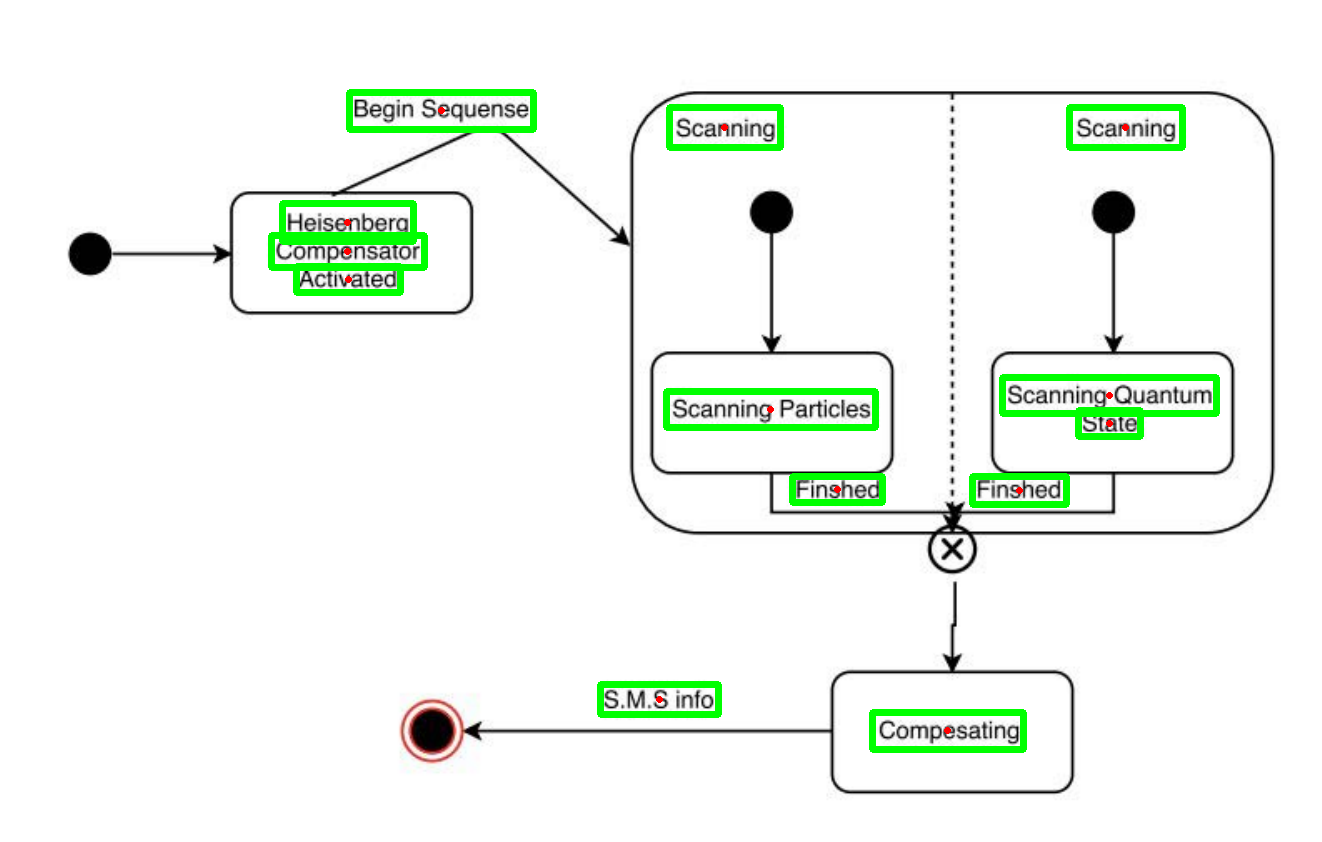 Begin Sequense
Scanning
Scanning
Heisenberg
Compensator
Activated
Scanning Particles
Scanning Quantum
State
Finshed
Finshed
S.M.S info
Compesating